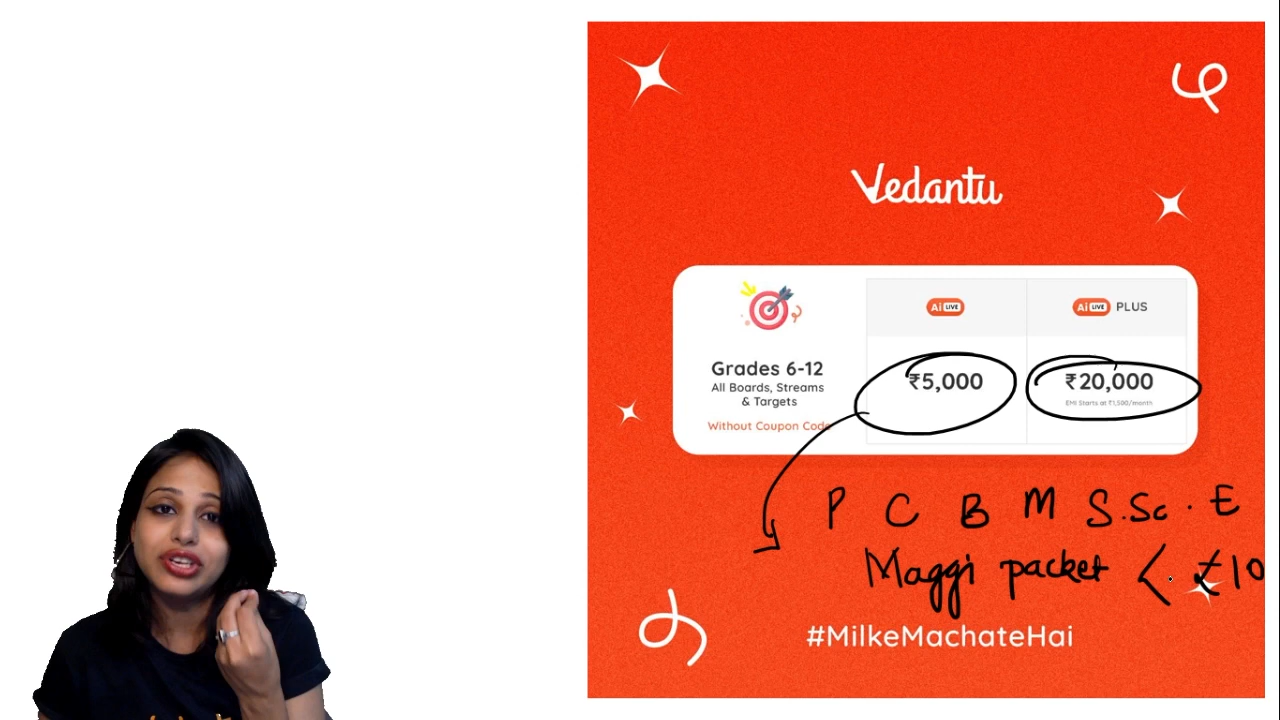 Vedantu
Ai LIVE
Ai LIVE PLUS
Grades 6-12
All Boards, Streams
& Targets
Without Coupon Code
₹5,000
₹20,000
EMI Starts at ₹1,500/month
P C B M S.Sc. E
Maggi packet < ₹10
#MilkeMachateHai